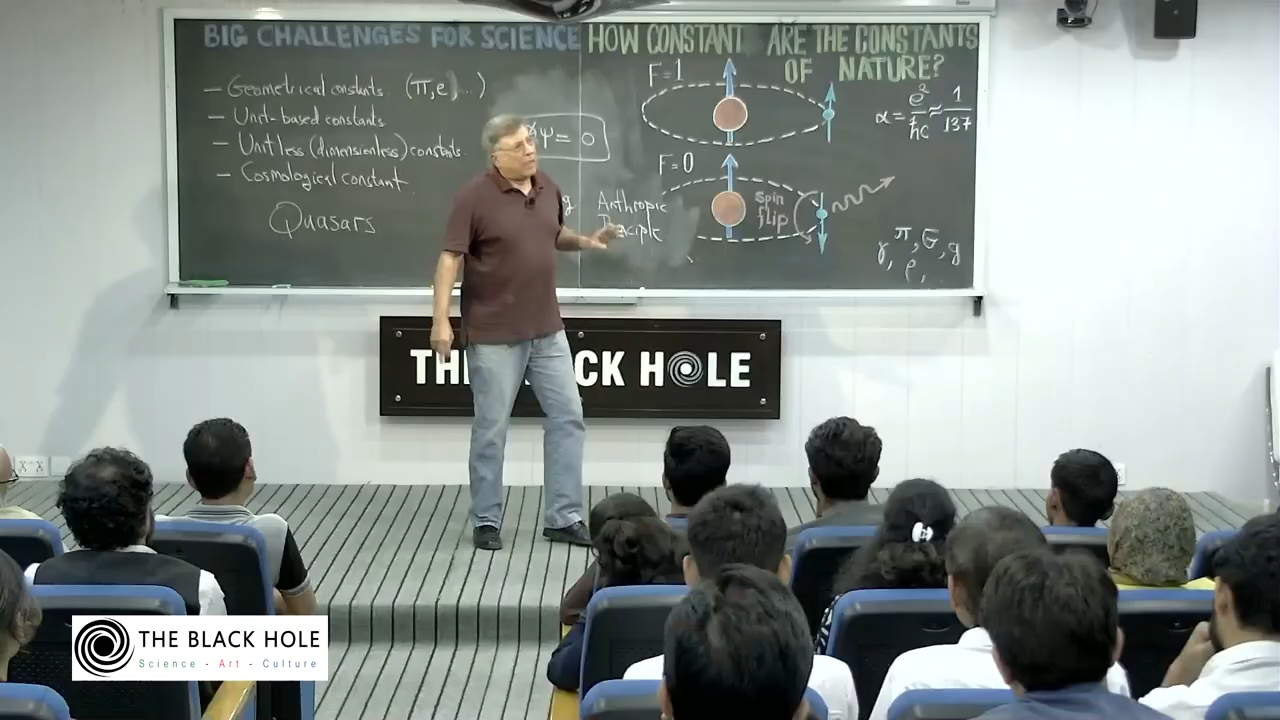 BIG CHALLENGES FOR SCIENCE
HOW CONSTANT ARE THE CONSTANTS
OF NATURE?
– Geometrical constants (π, e, ...)
– Unit-based constants
– Unitless (dimensionless) constants
– Cosmological constant
Quasars
Ψ = 0
g
Anthropic
F=1
F=0
spin
flip
α = e²/ħc ≈ 1/137
γ, π, G, g
ρ,
THE BLACK HOLE
THE BLACK HOLE
Science - Art - Culture